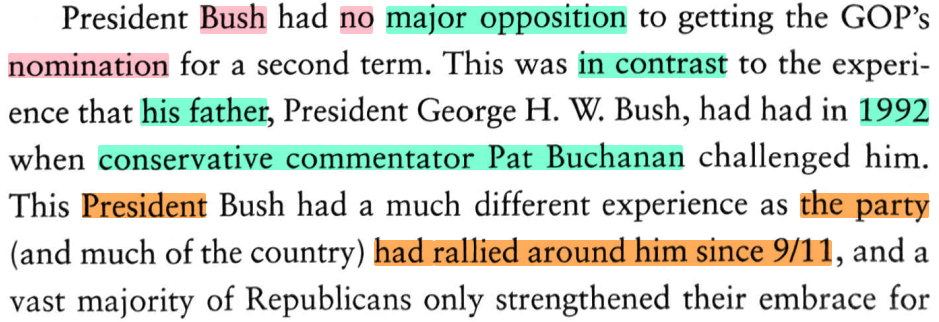 President Bush had no major opposition to getting the GOP’s
nomination for a second term. This was in contrast to the experi-
ence that his father, President George H. W. Bush, had had in 1992
when conservative commentator Pat Buchanan challenged him.
This President Bush had a much different experience as the party
(and much of the country) had rallied around him since 9/11, and a
vast majority of Republicans only strengthened their embrace for